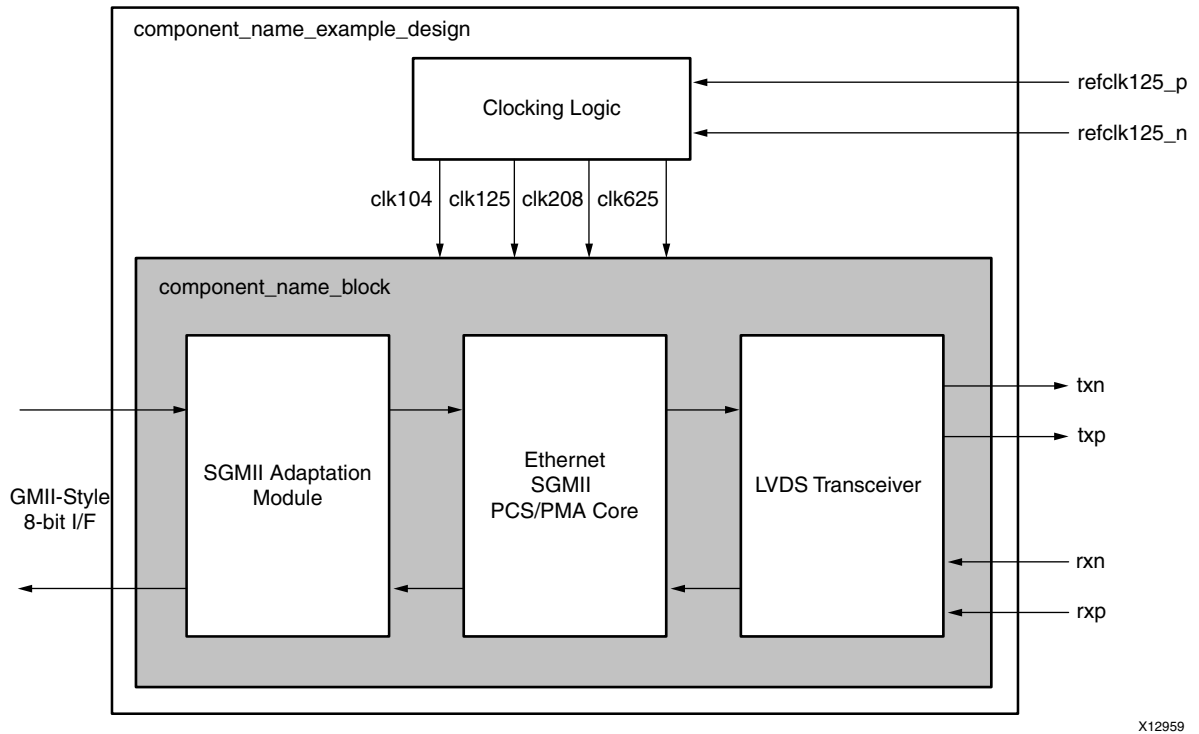 component_name_example_design
Clocking Logic
refclk125_p
refclk125_n
clk104
clk125
clk208
clk625
component_name_block
GMII-Style
8-bit I/F
SGMII Adaptation
Module
Ethernet
SGMII
PCS/PMA Core
LVDS Transceiver
txn
txp
rxn
rxp
X12959